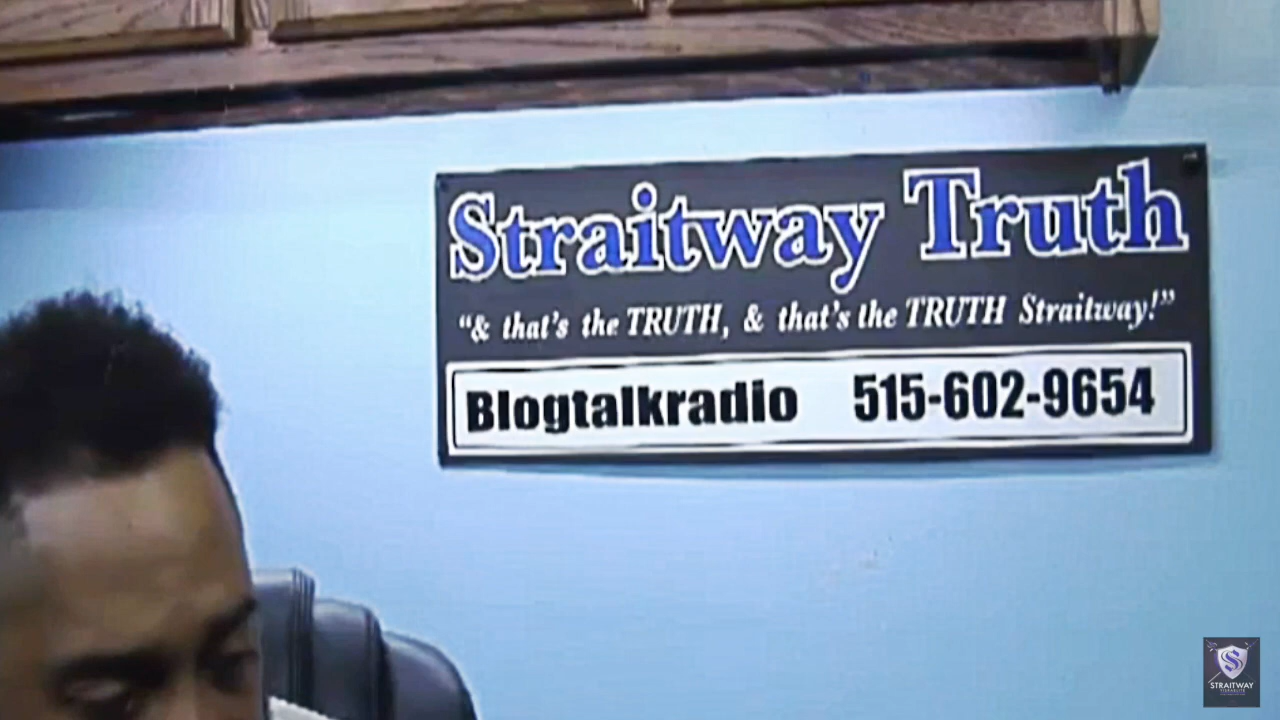 Straitway Truth
“& that's the TRUTH, & that's the TRUTH Straitway!”
Blogtalkradio 515-602-9654
STRAITWAY